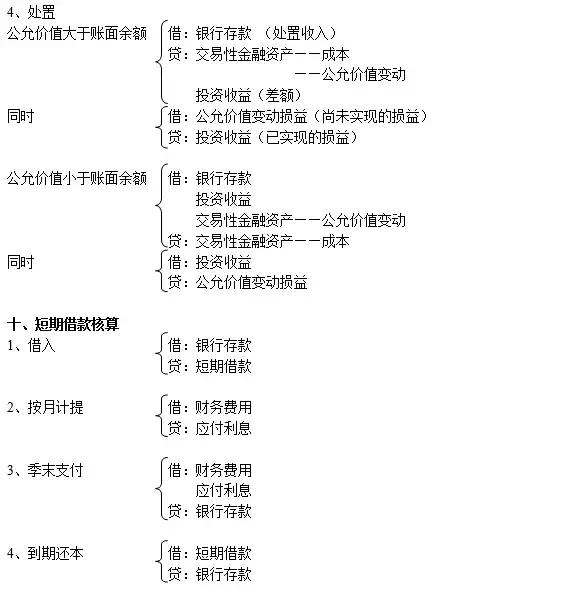 4、处置
公允价值大于账面余额 借：银行存款 （处置收入）
贷：交易性金融资产——成本
——公允价值变动
投资收益（差额）
同时 借：公允价值变动损益（尚未实现的损益）
贷：投资收益（已实现的损益）
公允价值小于账面余额 借：银行存款
投资收益
交易性金融资产——公允价值变动
贷：交易性金融资产——成本
同时 借：投资收益
贷：公允价值变动损益
十、短期借款核算
1、借入 借：银行存款
贷：短期借款
2、按月计提 借：财务费用
贷：应付利息
3、季末支付 借：财务费用
应付利息
贷：银行存款
4、到期还本 借：短期借款
贷：银行存款